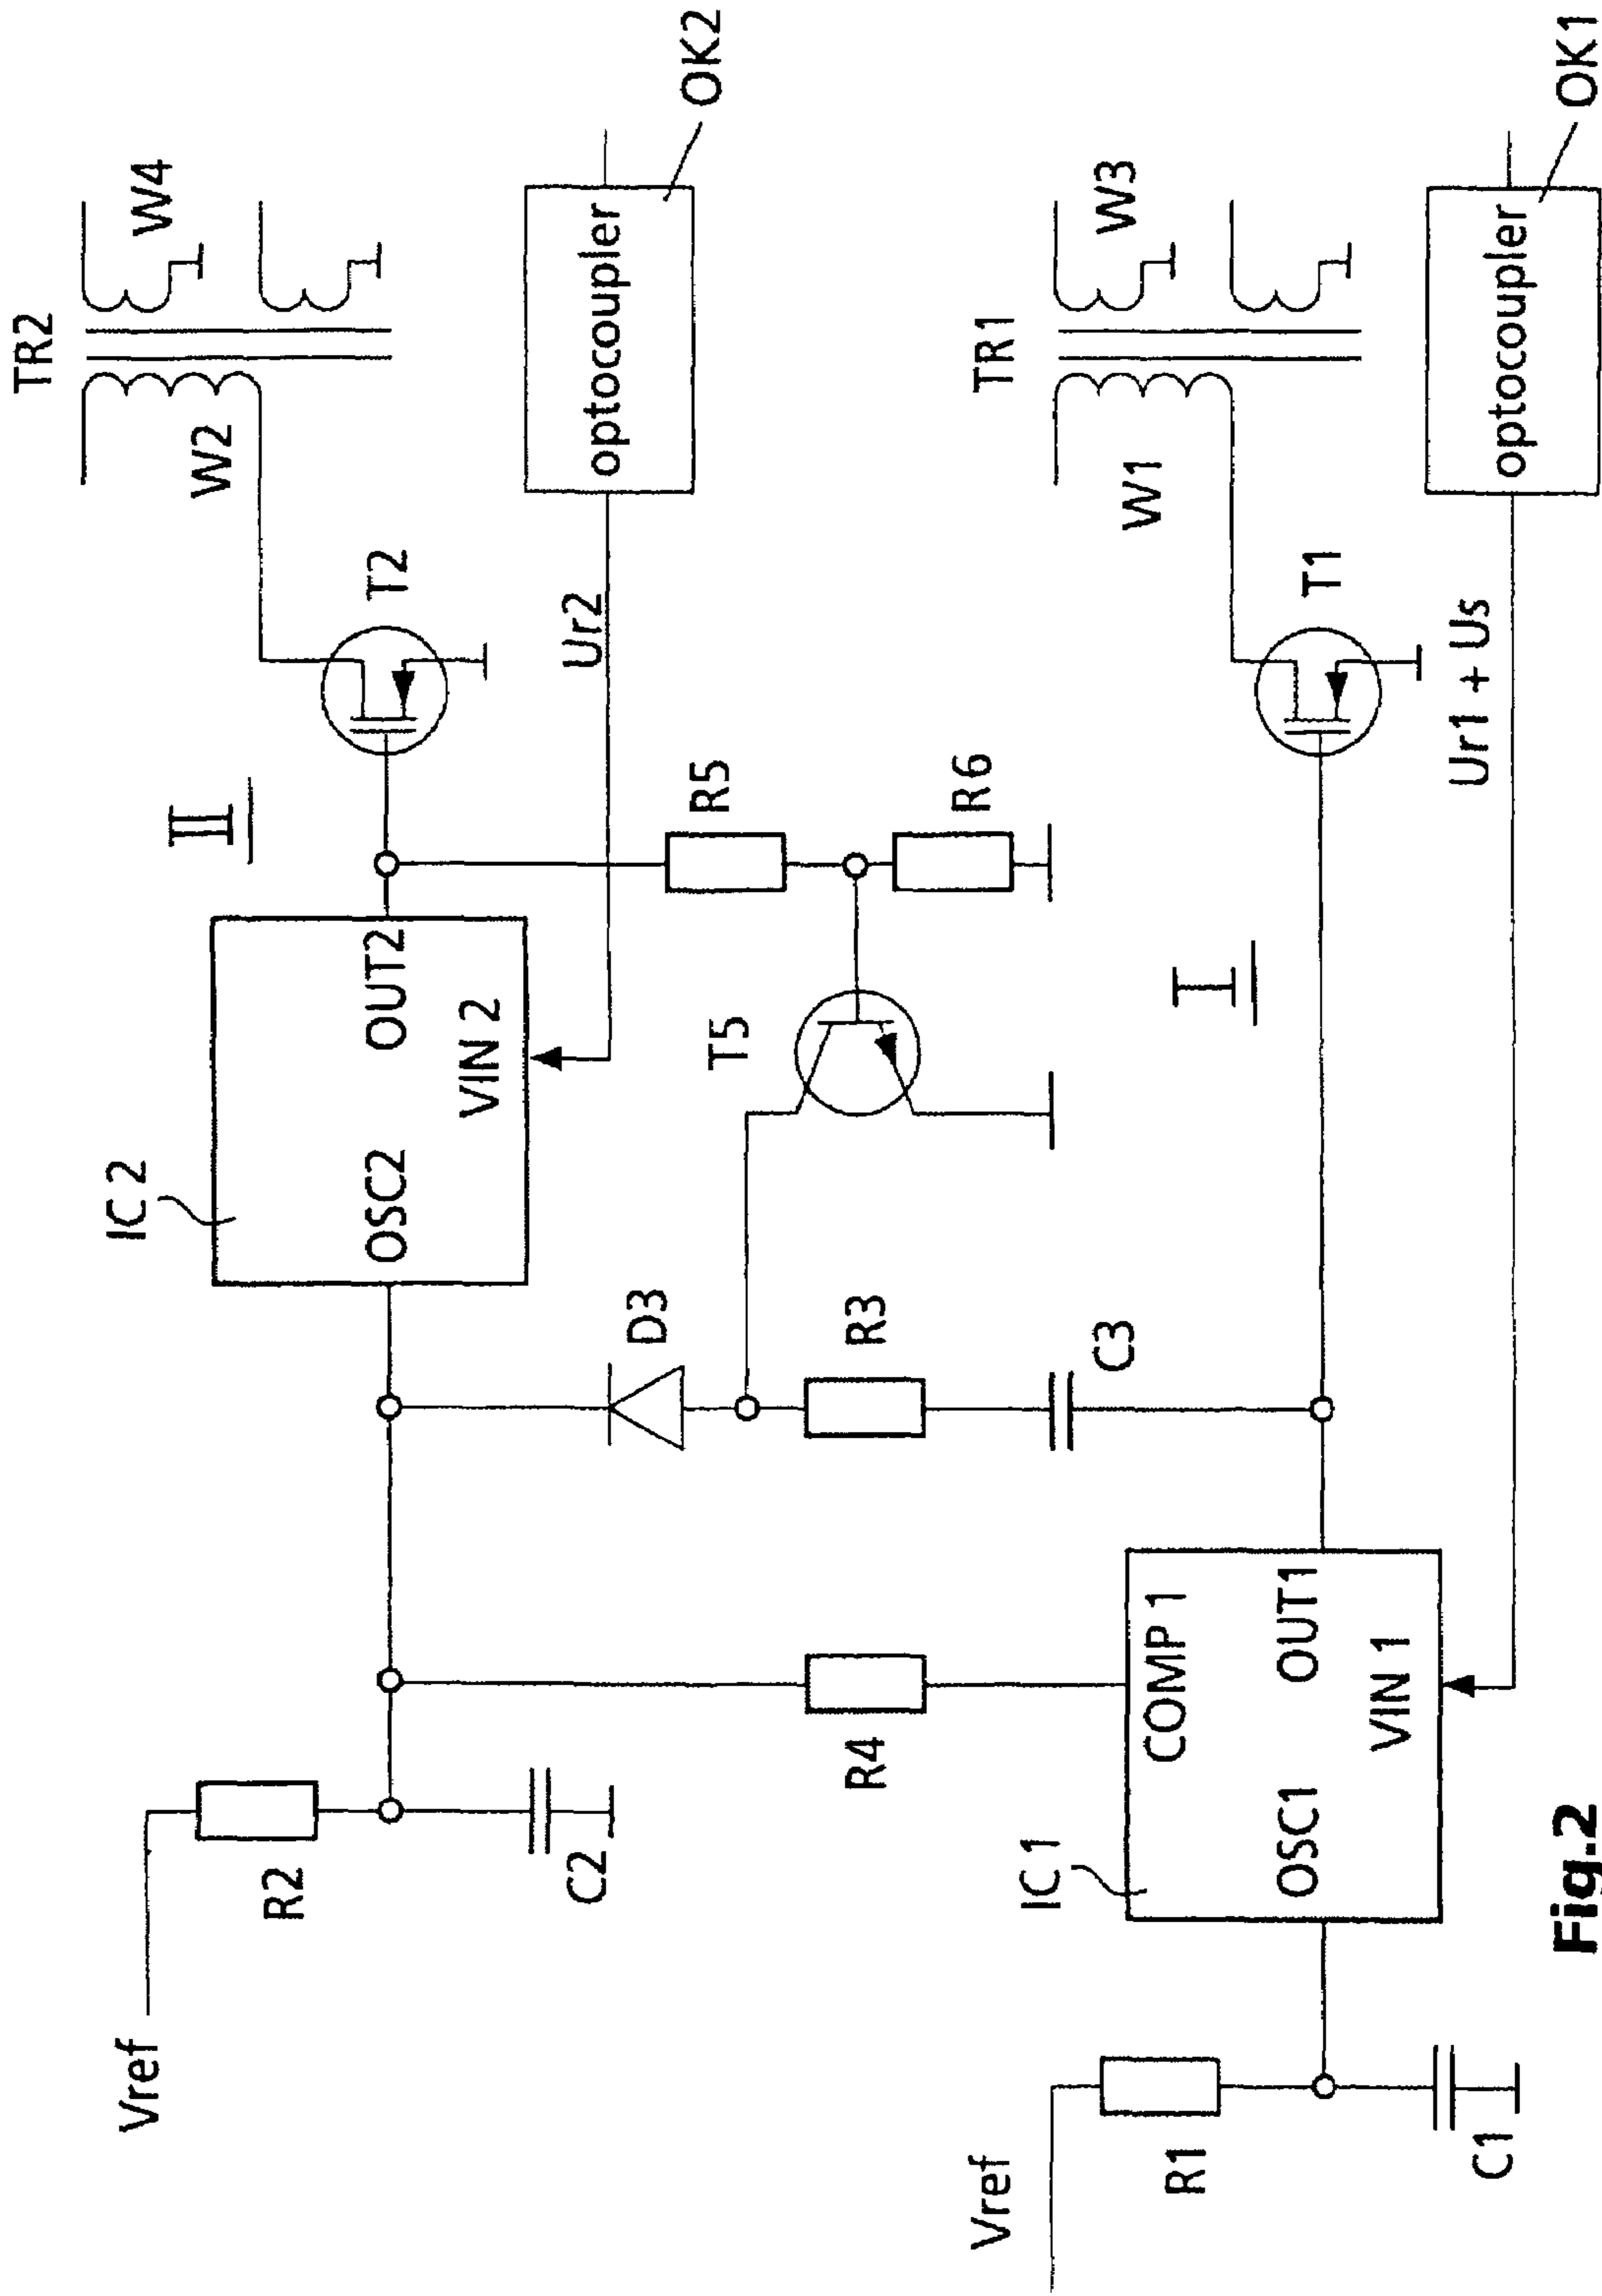 TR2
W4
W2
T2
II
IC 2
OSC2
OUT2
VIN 2
Ur2
optocoupler
OK2
Vref
R2
C2
D3
T5
R5
R3
R6
R4
C3
I
TR1
W3
W1
T1
Vref
R1
C1
IC 1
COMP 1
OSC1
OUT1
VIN 1
Ur1 + Us
optocoupler
OK1
Fig.2